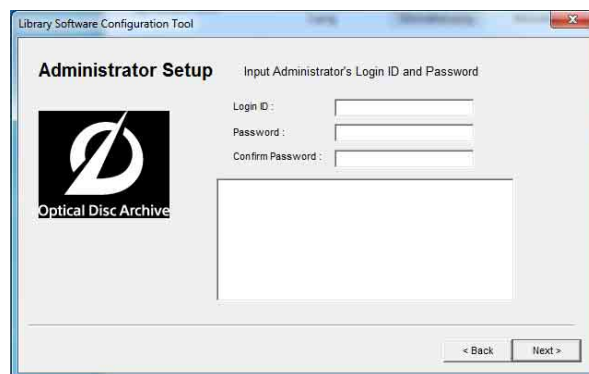 Library Software Configuration Tool
Administrator Setup
Input Administrator's Login ID and Password
Login ID :
Password :
Confirm Password :
Optical Disc Archive
< Back
Next >